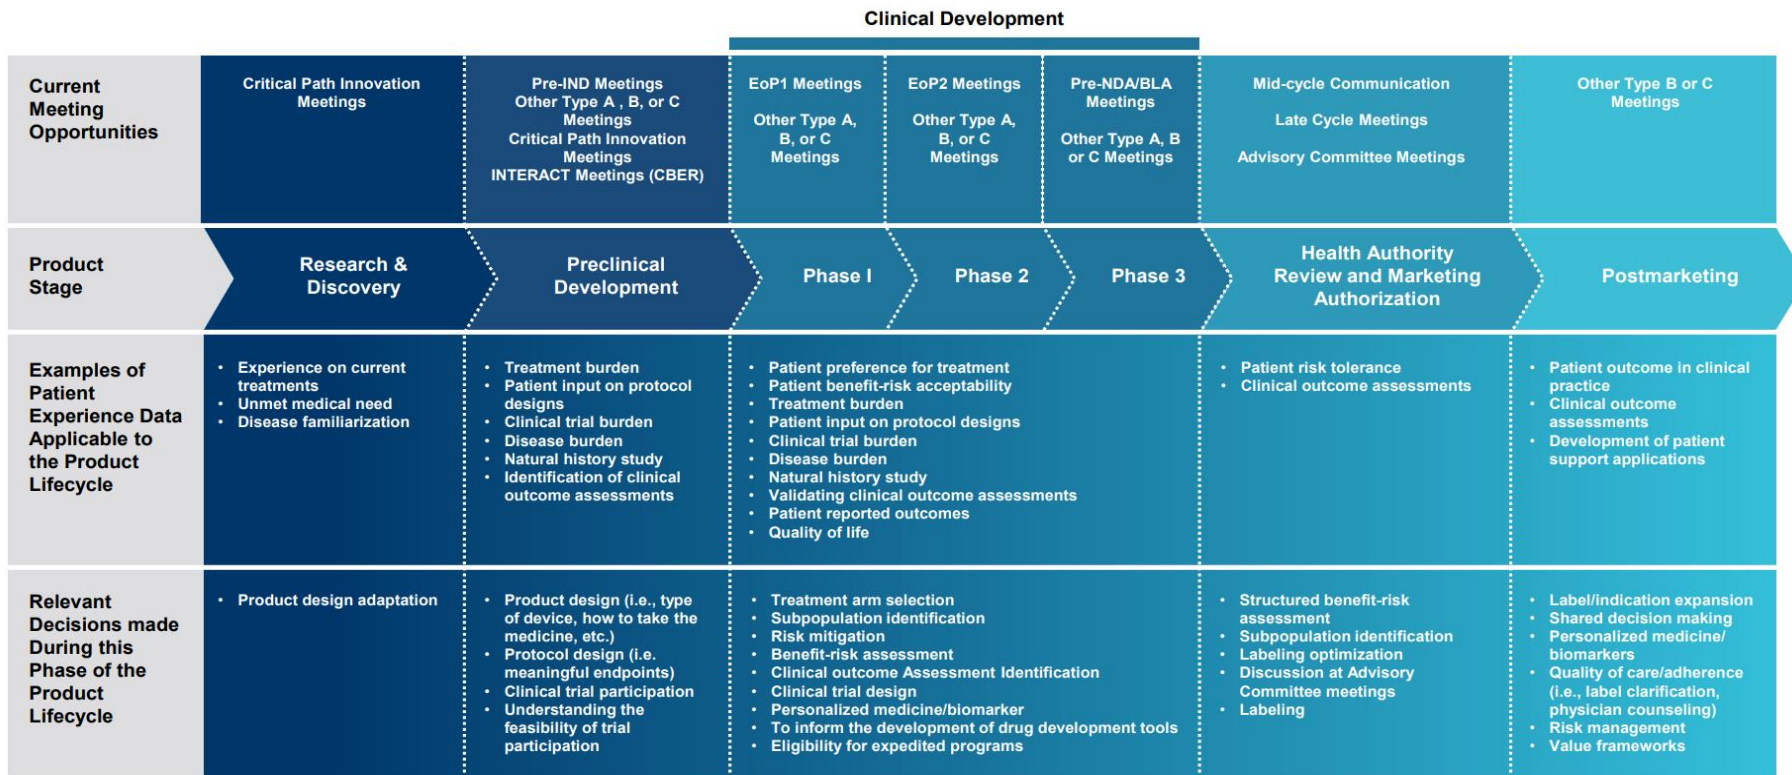 Clinical Development
Current
Meeting
Opportunities
Critical Path Innovation
Meetings
Pre-IND Meetings
Other Type A , B, or C
Meetings
Critical Path Innovation
Meetings
INTERACT Meetings (CBER)
EoP1 Meetings
Other Type A,
B, or C
Meetings
EoP2 Meetings
Other Type A,
B, or C
Meetings
Pre-NDA/BLA
Meetings
Other Type A, B
or C Meetings
Mid-cycle Communication
Late Cycle Meetings
Advisory Committee Meetings
Other Type B or C
Meetings
Product
Stage
Research &
Discovery
Preclinical
Development
Phase I
Phase 2
Phase 3
Health Authority
Review and Marketing
Authorization
Postmarketing
Examples of
Patient
Experience Data
Applicable to
the Product
Lifecycle
• Experience on current
treatments
• Unmet medical need
• Disease familiarization
• Treatment burden
• Patient input on protocol
designs
• Clinical trial burden
• Disease burden
• Natural history study
• Identification of clinical
outcome assessments
• Patient preference for treatment
• Patient benefit-risk acceptability
• Treatment burden
• Patient input on protocol designs
• Clinical trial burden
• Disease burden
• Natural history study
• Validating clinical outcome assessments
• Patient reported outcomes
• Quality of life
• Patient risk tolerance
• Clinical outcome assessments
• Patient outcome in clinical
practice
• Clinical outcome
assessments
• Development of patient
support applications
Relevant
Decisions made
During this
Phase of the
Product
Lifecycle
• Product design adaptation
• Product design (i.e., type
of device, how to take the
medicine, etc.)
• Protocol design (i.e.
meaningful endpoints)
• Clinical trial participation
• Understanding the
feasibility of trial
participation
• Treatment arm selection
• Subpopulation identification
• Risk mitigation
• Benefit-risk assessment
• Clinical outcome Assessment Identification
• Clinical trial design
• Personalized medicine/biomarker
• To inform the development of drug development tools
• Eligibility for expedited programs
• Structured benefit-risk
assessment
• Subpopulation identification
• Labeling optimization
• Discussion at Advisory
Committee meetings
• Labeling
• Label/indication expansion
• Shared decision making
• Personalized medicine/
biomarkers
• Quality of care/adherence
(i.e., label clarification,
physician counseling)
• Risk management
• Value frameworks